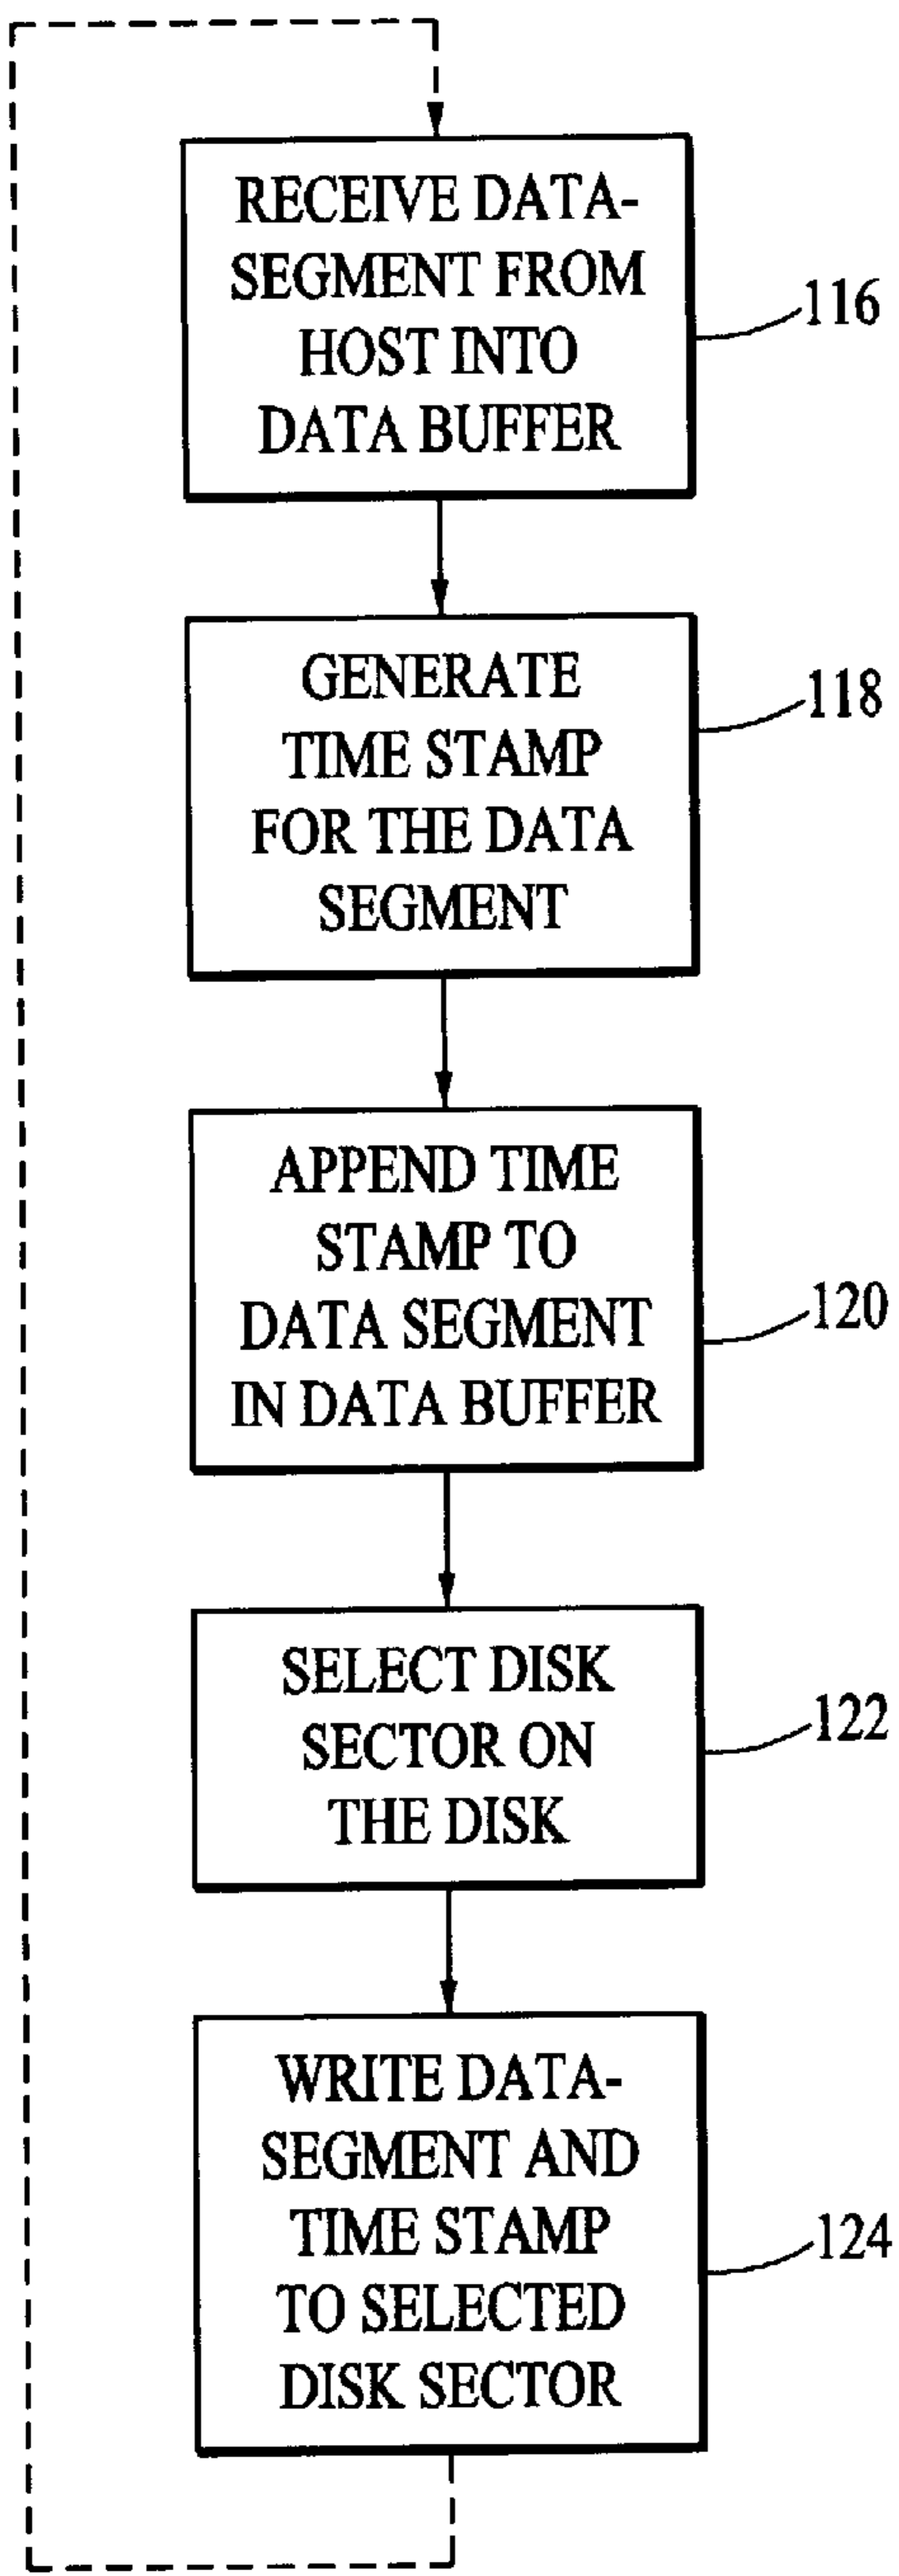 RECEIVE DATA-
SEGMENT FROM
HOST INTO
DATA BUFFER
116
GENERATE
TIME STAMP
FOR THE DATA
SEGMENT
118
APPEND TIME
STAMP TO
DATA SEGMENT
IN DATA BUFFER
120
SELECT DISK
SECTOR ON
THE DISK
122
WRITE DATA-
SEGMENT AND
TIME STAMP
TO SELECTED
DISK SECTOR
124